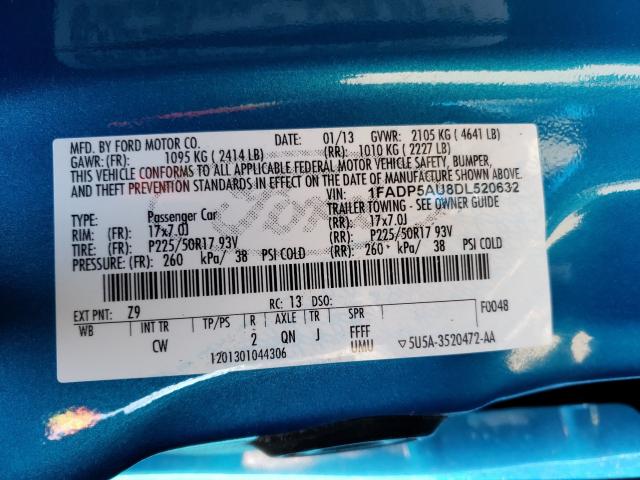 MFD. BY FORD MOTOR CO. DATE: 01/13 GVWR: 2105 KG ( 4641 LB)
GAWR: (FR): 1095 KG ( 2414 LB) (RR): 1010 KG ( 2227 LB)
THIS VEHICLE CONFORMS TO ALL APPLICABLE FEDERAL MOTOR VEHICLE SAFETY, BUMPER,
AND THEFT PREVENTION STANDARDS IN EFFECT ON THE DATE OF MANUFACTURE SHOWN ABOVE.
VIN: 1FADP5AU8DL520632
TYPE: Passenger Car TRAILER TOWING - SEE OWNER GUIDE
RIM: (FR): 17x7.0J (RR): 17x7.0J
TIRE: (FR): P225/50R17 93V (RR): P225/50R17 93V
PRESSURE: (FR): 260 kPa/ 38 PSI COLD (RR): 260 kPa/ 38 PSI COLD
EXT PNT: Z9 RC: 13 DSO: F0048
WB INT TR TP/PS R AXLE TR SPR
CW 2 QN J FFFF
UMU
1201301044306 ▽5U5A-3520472-AA